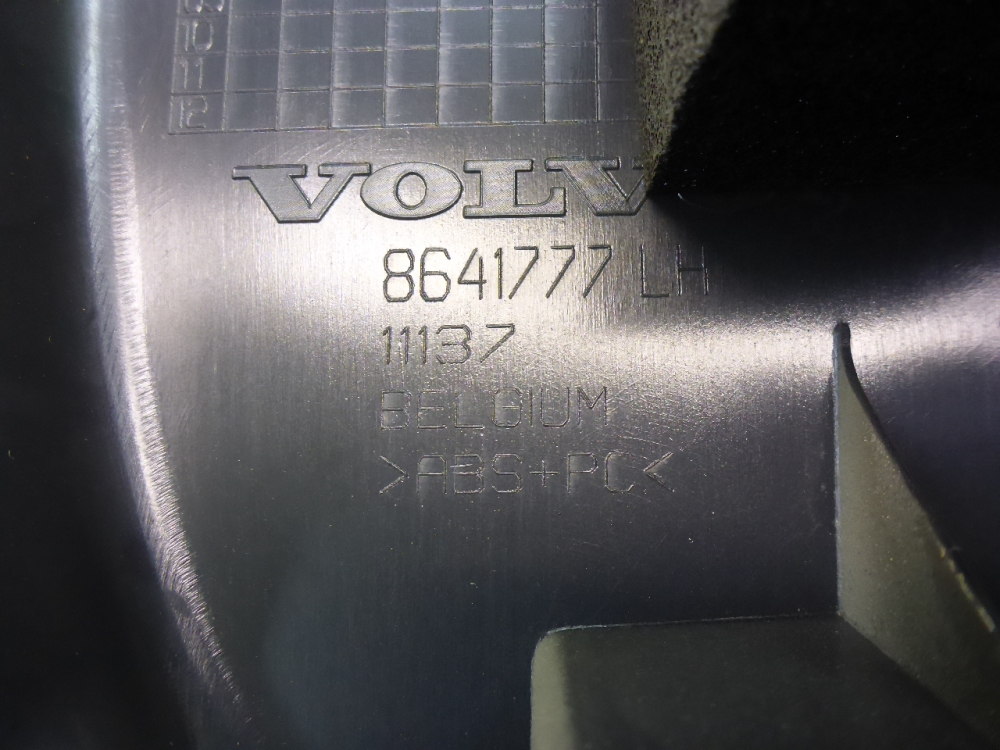 10
11
12
VOLV
8641777 LH
11137
BELGIUM
>ABS+PC<